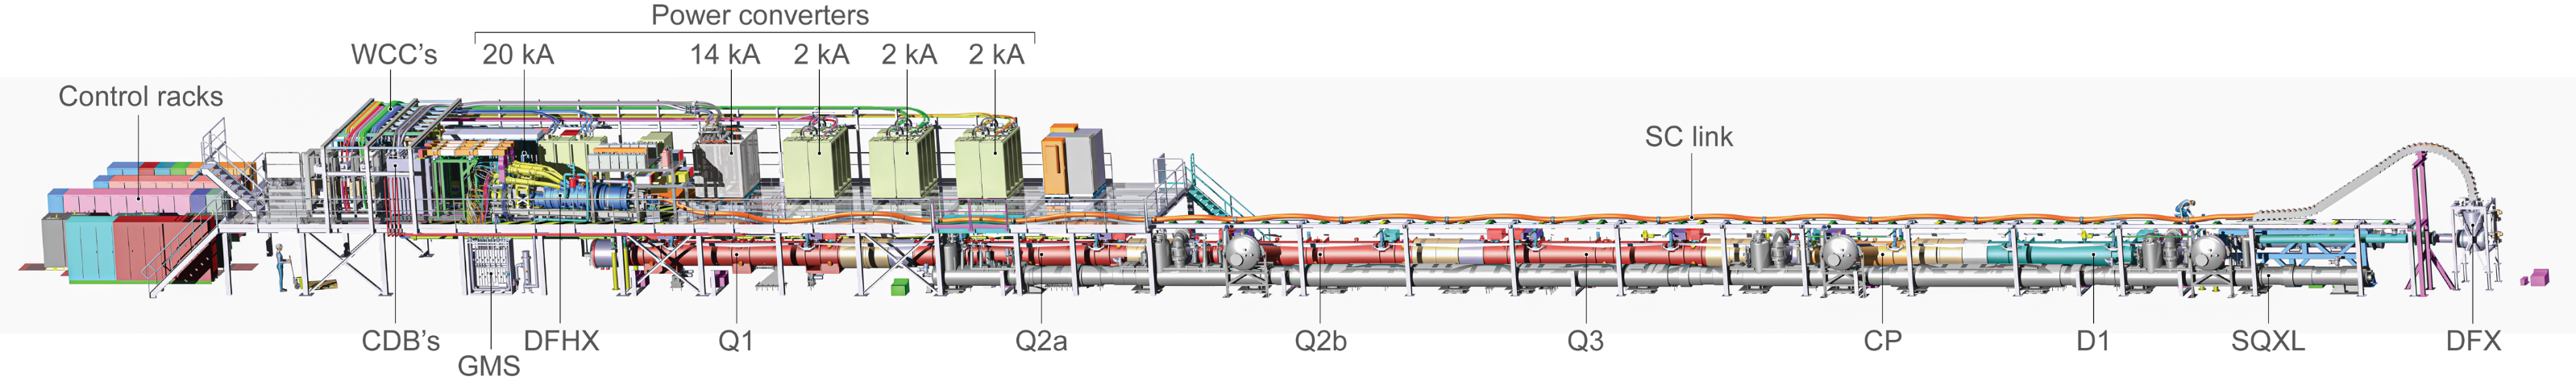 Power converters
WCC's 20 kA 14 kA 2 kA 2 kA 2 kA
Control racks
SC link
CDB's DFHX Q1 Q2a Q2b Q3 CP D1 SQXL DFX
GMS